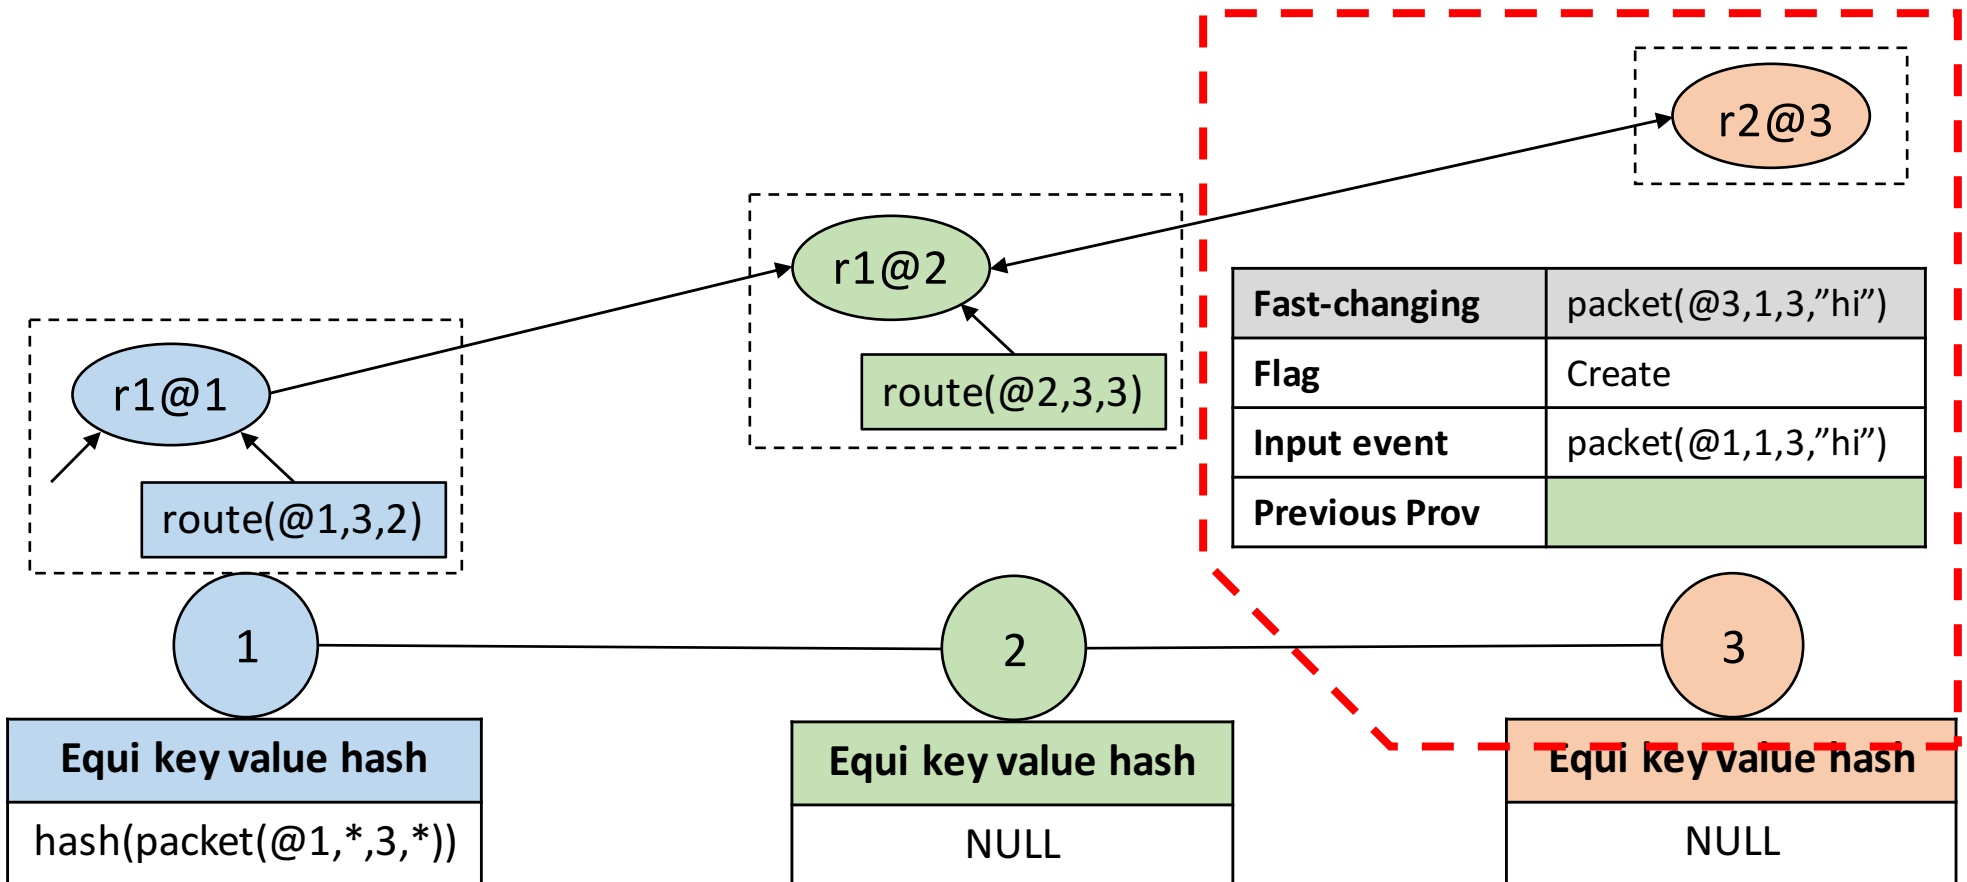 r2@3
r1@2
route(@2,3,3)
r1@1
route(@1,3,2)
Fast-changing packet(@3,1,3,”hi”)
Flag Create
Input event packet(@1,1,3,”hi”)
Previous Prov
1
2
3
Equi key value hash
hash(packet(@1,*,3,*))
Equi key value hash
NULL
Equi key value hash
NULL